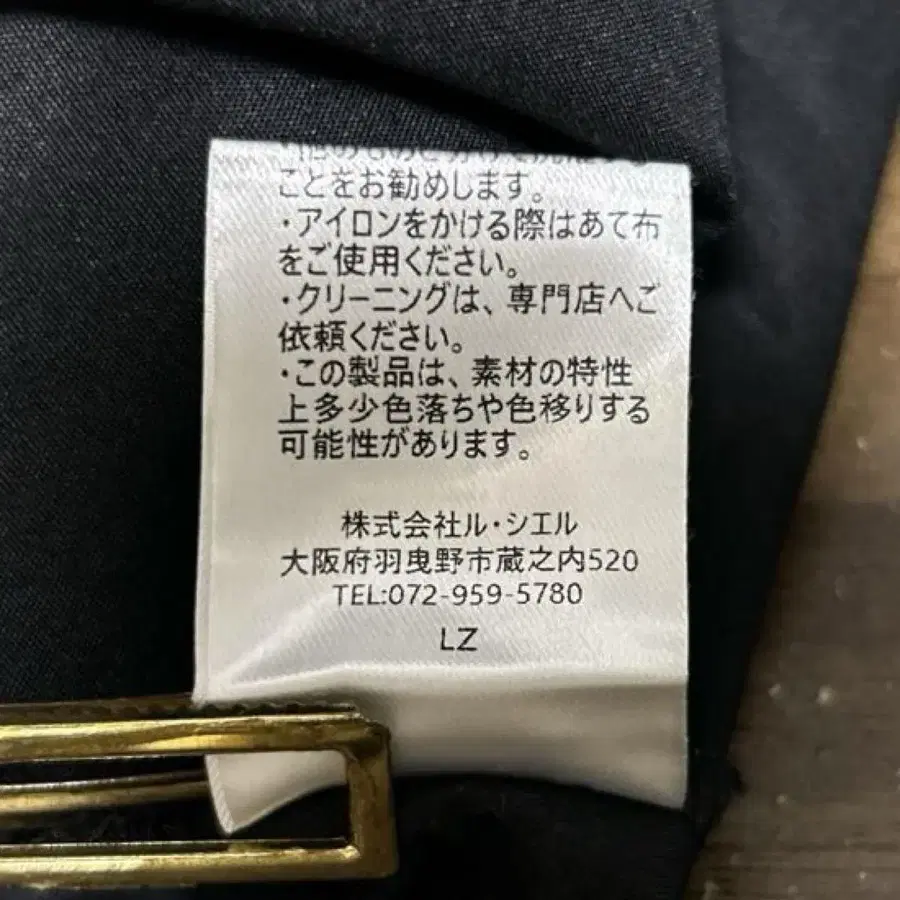 ことをお勧めします。
・アイロンをかける際はあて布
をご使用ください。
・クリーニングは、専門店へご
依頼ください。
・この製品は、素材の特性
上多少色落ちや色移りする
可能性があります。
株式会社ル・シエル
大阪府羽曳野市蔵之内520
TEL:072-959-5780
LZ